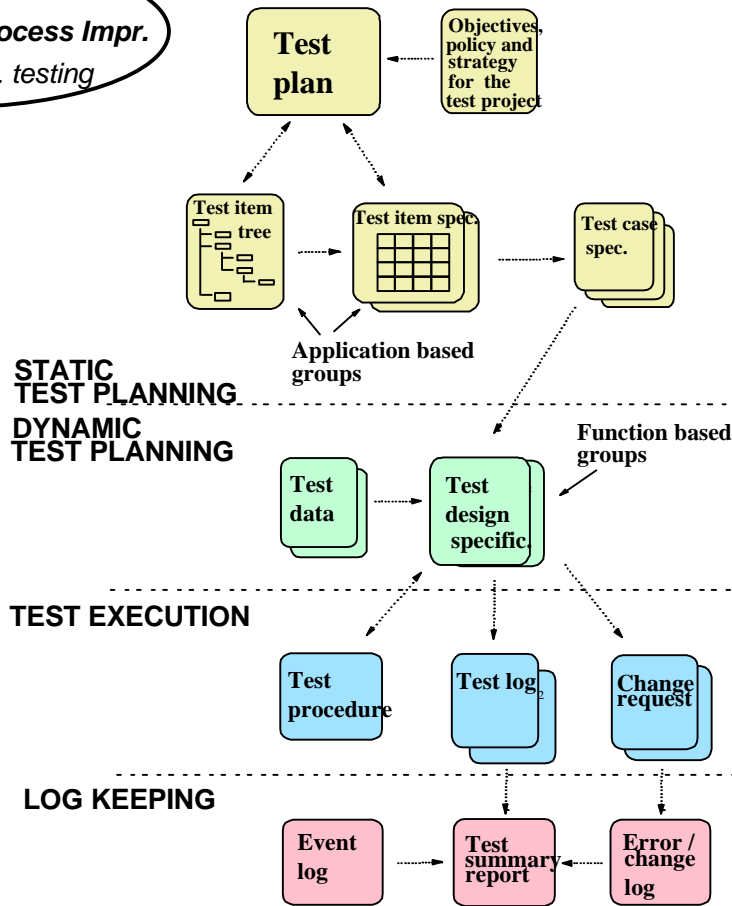 ocess Impr.
. testing
Test
plan
Objectives,
policy and
strategy
for the
test project
Test item
tree
Test item spec.
Test case
spec.
Application based
groups
STATIC
TEST PLANNING
DYNAMIC
TEST PLANNING
Function based
groups
Test
data
Test
design
specific.
TEST EXECUTION
Test
procedure
Test log
2
Change
request
LOG KEEPING
Event
log
Test
summary
report
Error /
change
log